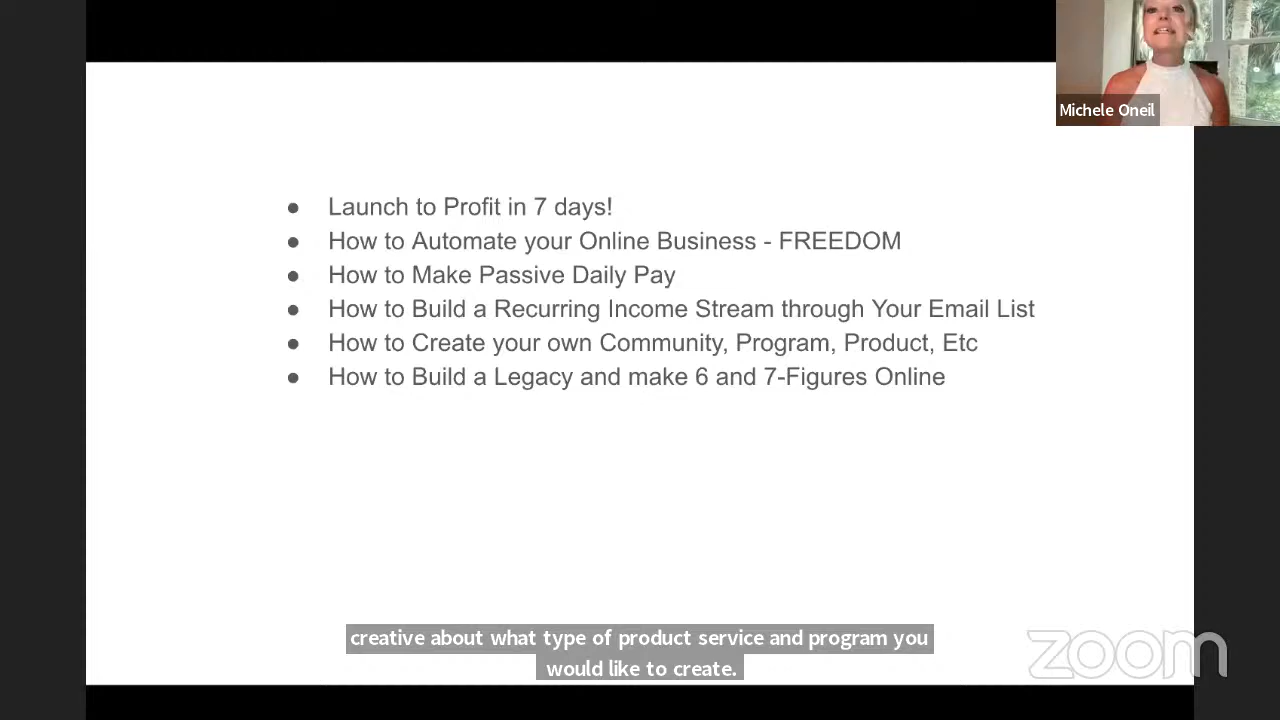 Michele Oneil
● Launch to Profit in 7 days!
● How to Automate your Online Business - FREEDOM
● How to Make Passive Daily Pay
● How to Build a Recurring Income Stream through Your Email List
● How to Create your own Community, Program, Product, Etc
● How to Build a Legacy and make 6 and 7-Figures Online
creative about what type of product service and program you
would like to create.
zoom